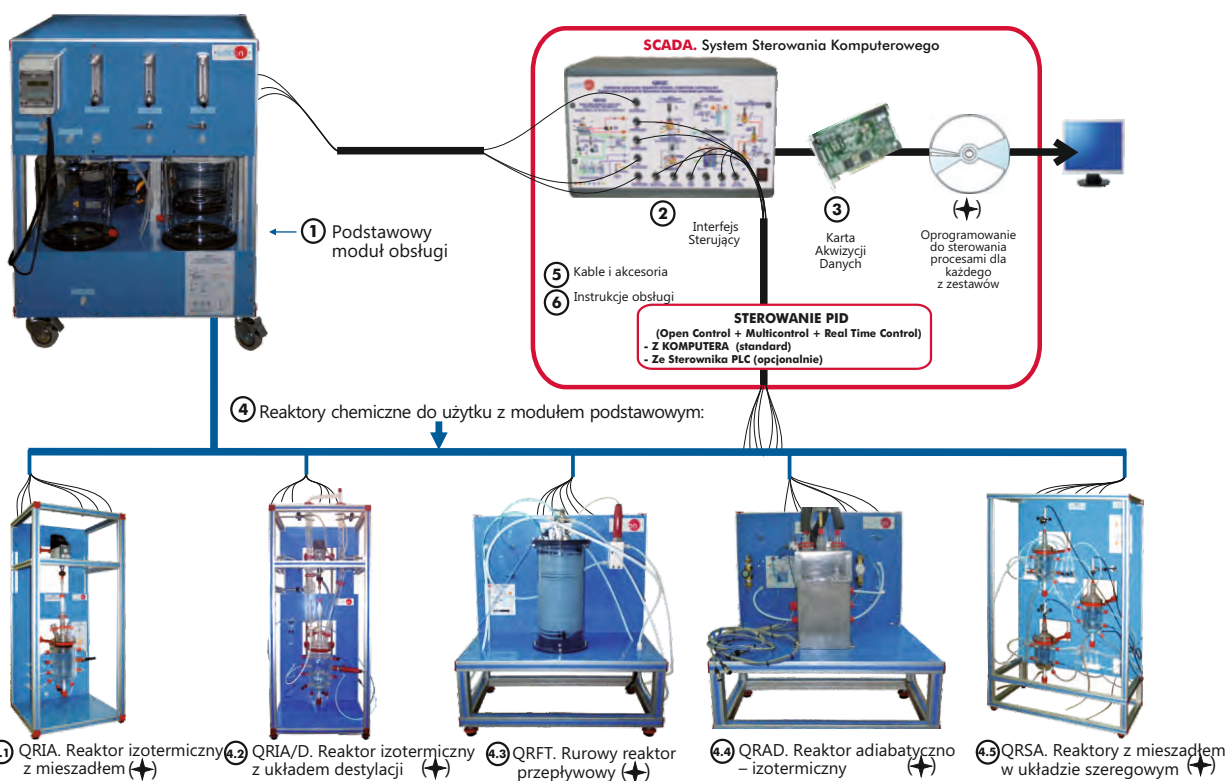 SCADA. System Sterowania Komputerowego
1 Podstawowy
moduł obsługi
2
Interfejs
Sterujący
3
Karta
Akwizycji
Danych
Oprogramowanie
do sterowania
procesami dla
każdego
z zestawów
5 Kable i akcesoria
6 Instrukcje obsługi
STEROWANIE PID
(Open Control + Multicontrol + Real Time Control)
- Z KOMPUTERA (standard)
- Ze Sterownika PLC (opcjonalnie)
4 Reaktory chemiczne do użytku z modułem podstawowym:
.1 QRIA. Reaktor izotermiczny
z mieszadłem
4.2 QRIA/D. Reaktor izotermiczny
z układem destylacji
4.3 QRFT. Rurowy reaktor
przepływowy
4.4 QRAD. Reaktor adiabatyczno
– izotermiczny
4.5 QRSA. Reaktory z mieszadłem
w układzie szeregowym